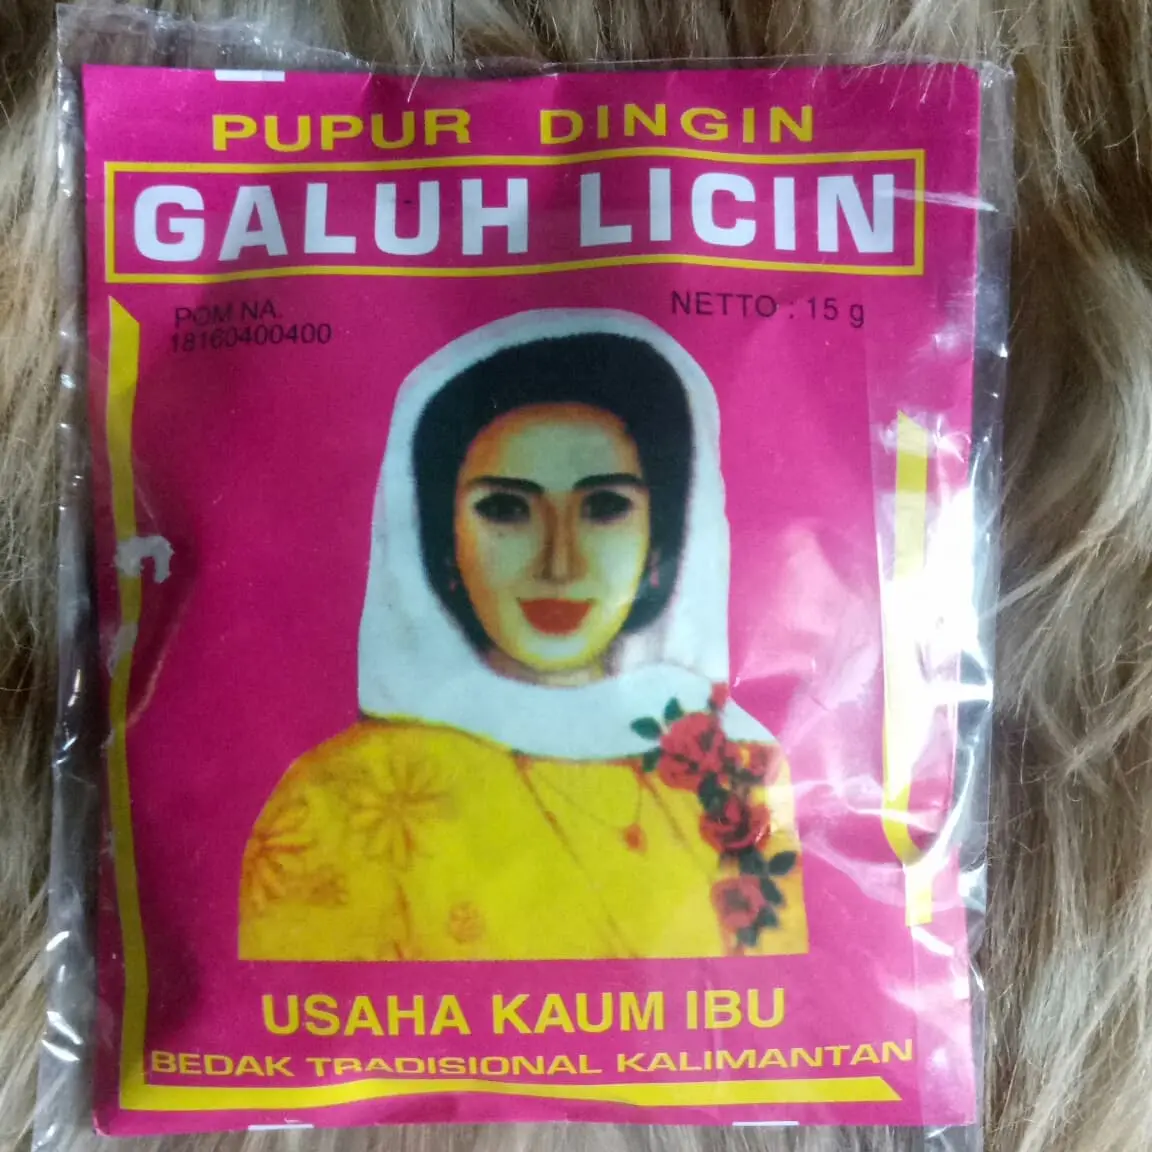 PUPUR DINGIN
GALUH LICIN
POM NA.
18160400400
NETTO : 15 g
USAHA KAUM IBU
BEDAK TRADISIONAL KALIMANTAN